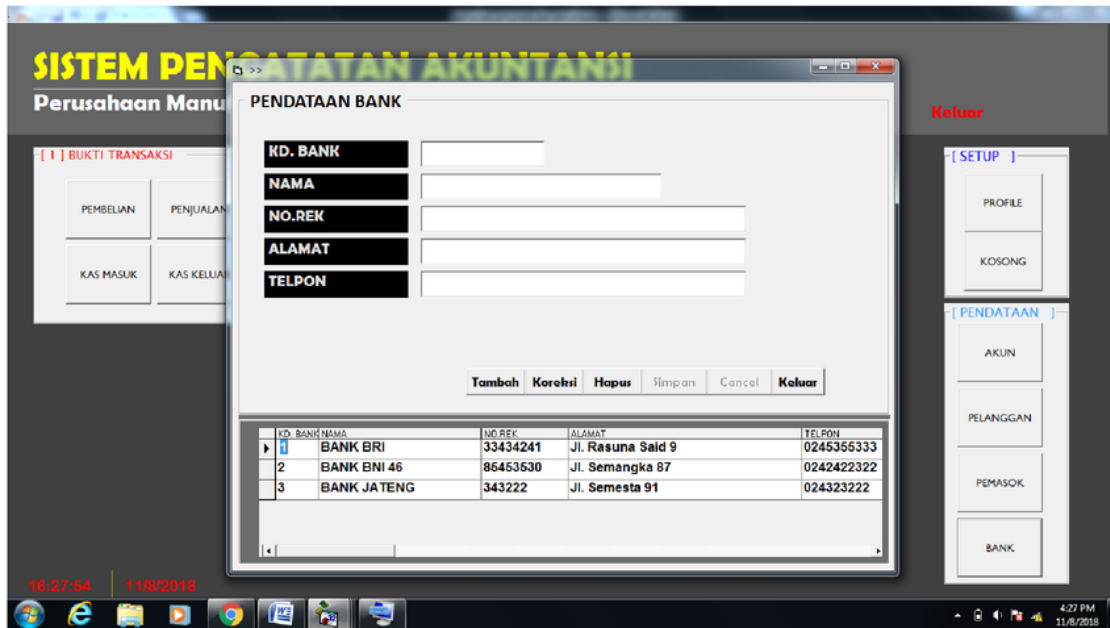 SISTEM PENCATATAN AKUNTANSI
Perusahaan Manu
Keluar
[ 1 ] BUKTI TRANSAKSI
PEMBELIAN
PENJUALAN
KAS MASUK
KAS KELUA
>>
PENDATAAN BANK
KD. BANK
NAMA
NO.REK
ALAMAT
TELPON
Tambah Koreksi Hapus Simpan Cancel Keluar
KD. BANK NAMA NO.REK ALAMAT TELPON
1 BANK BRI 33434241 Jl. Rasuna Said 9 0245355333
2 BANK BNI 46 85453530 Jl. Semangka 87 0242422322
3 BANK JATENG 343222 Jl. Semesta 91 024323222
[ SETUP ]
PROFILE
KOSONG
[ PENDATAAN ]
AKUN
PELANGGAN
PEMASOK
BANK
16:27:54 11/8/2018
4:27 PM
11/8/2018